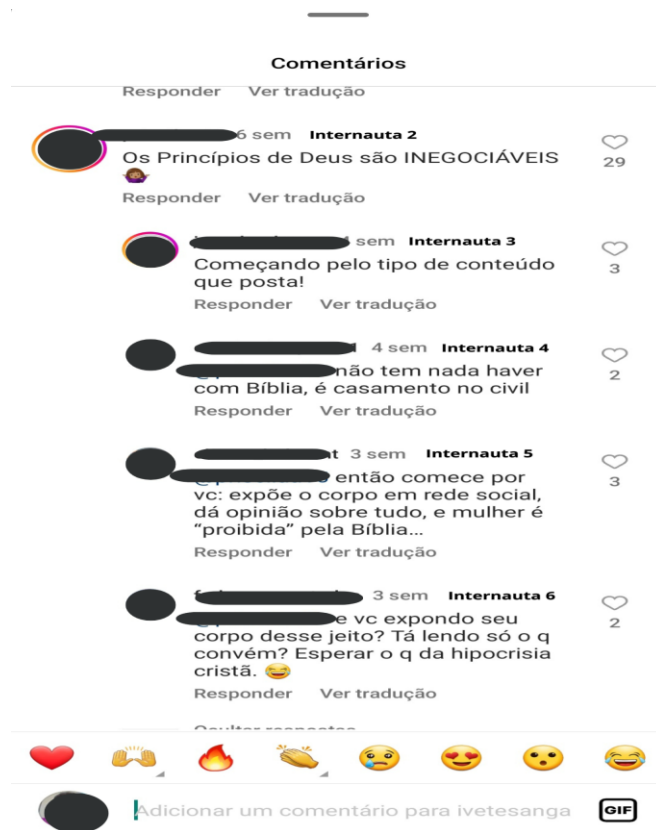 Comentários
Responder Ver tradução
6 sem Internauta 2
Os Princípios de Deus são INEGOCIÁVEIS
🤷🏽‍♀️
29
Responder Ver tradução
sem Internauta 3
Começando pelo tipo de conteúdo
que posta!
3
Responder Ver tradução
4 sem Internauta 4
não tem nada haver
com Bíblia, é casamento no civil
2
Responder Ver tradução
t 3 sem Internauta 5
então comece por
vc: expõe o corpo em rede social,
dá opinião sobre tudo, e mulher é
“proibida” pela Bíblia...
3
Responder Ver tradução
3 sem Internauta 6
e vc expondo seu
corpo desse jeito? Tá lendo só o q
convém? Esperar o q da hipocrisia
cristã. 😂
2
Responder Ver tradução
Ocultar respostas
Adicionar um comentário para ivetesanga
GIF